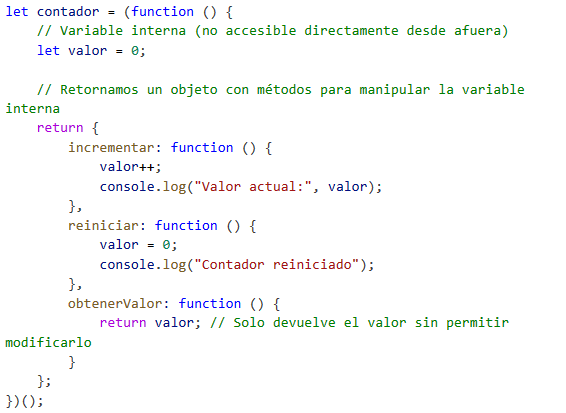 let contador = (function () {
    // Variable interna (no accesible directamente desde afuera)
    let valor = 0;

    // Retornamos un objeto con métodos para manipular la variable
interna
    return {
        incrementar: function () {
            valor++;
            console.log("Valor actual:", valor);
        },
        reiniciar: function () {
            valor = 0;
            console.log("Contador reiniciado");
        },
        obtenerValor: function () {
            return valor; // Solo devuelve el valor sin permitir
modificarlo
        }
    };
})();